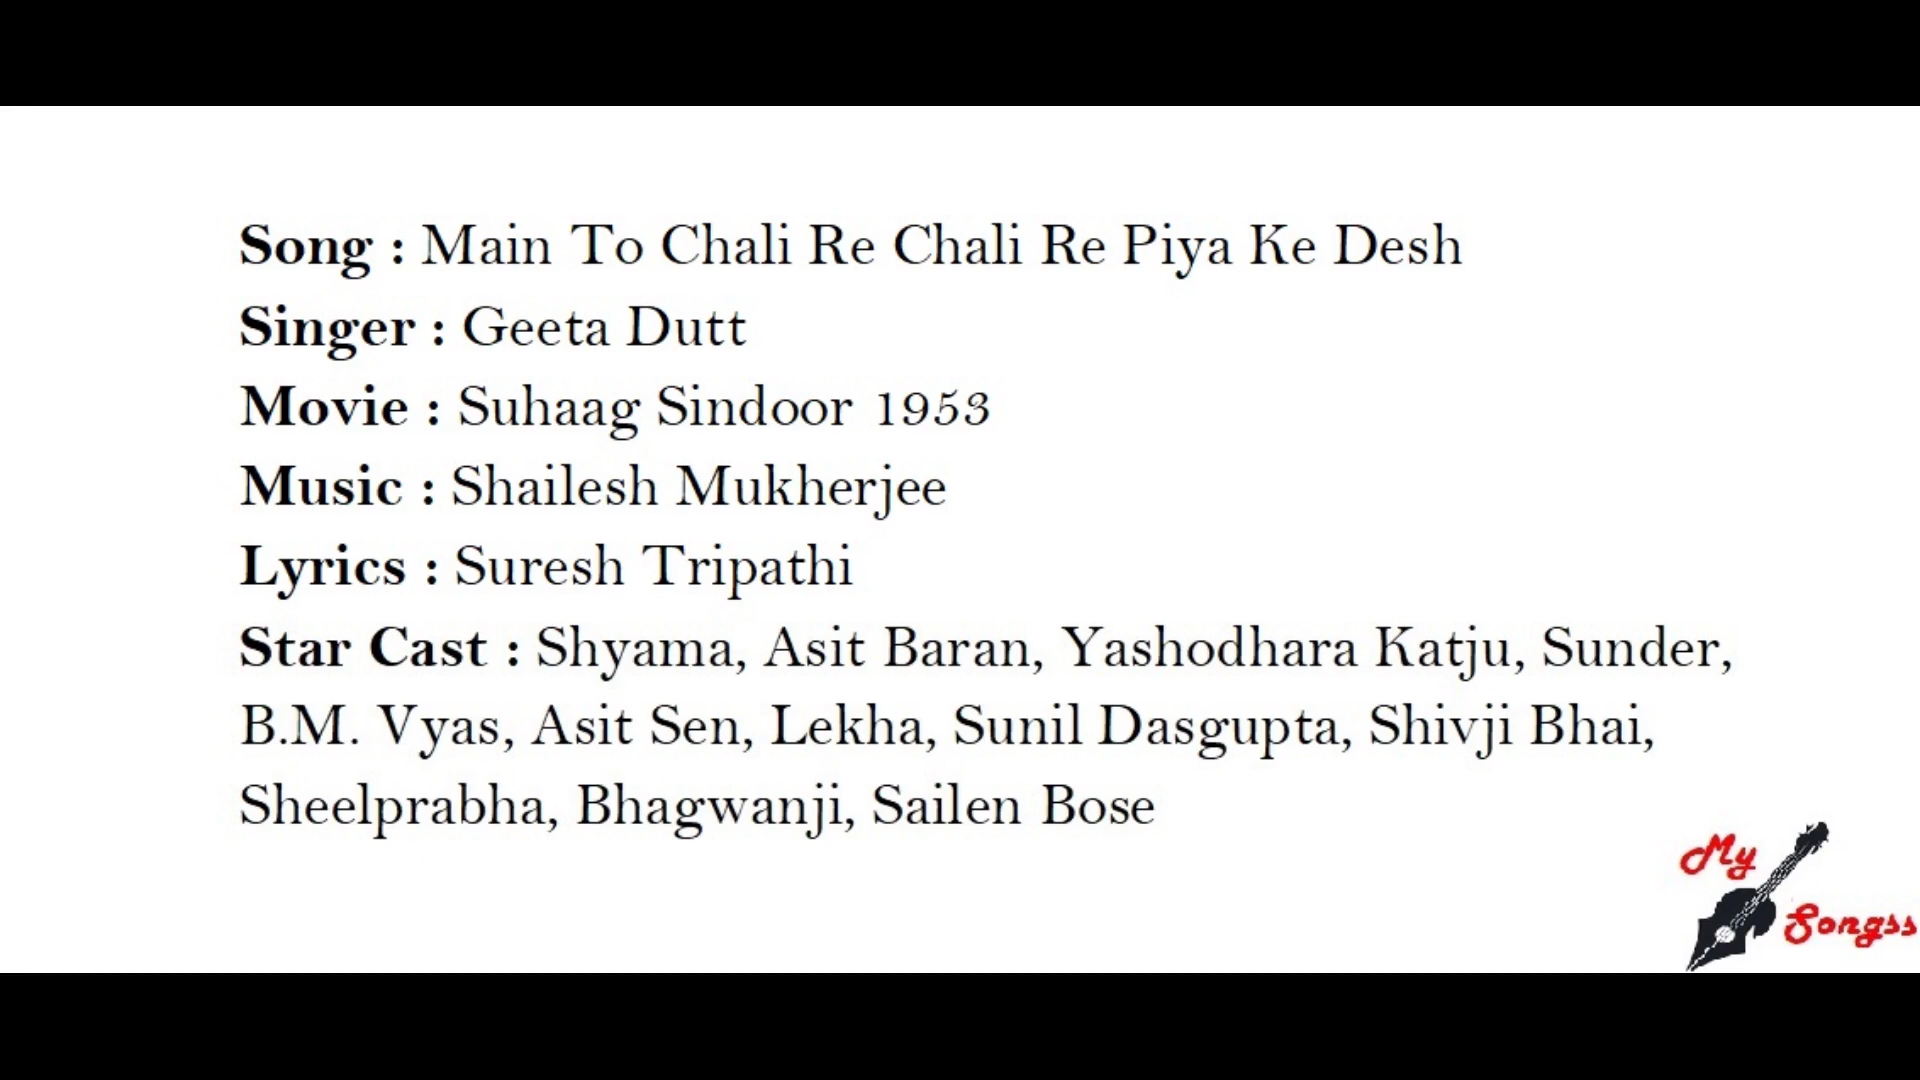 Song : Main To Chali Re Chali Re Piya Ke Desh
Singer : Geeta Dutt
Movie : Suhaag Sindoor 1953
Music : Shailesh Mukherjee
Lyrics : Suresh Tripathi
Star Cast : Shyama, Asit Baran, Yashodhara Katju, Sunder,
B.M. Vyas, Asit Sen, Lekha, Sunil Dasgupta, Shivji Bhai,
Sheelprabha, Bhagwanji, Sailen Bose
My
Songss